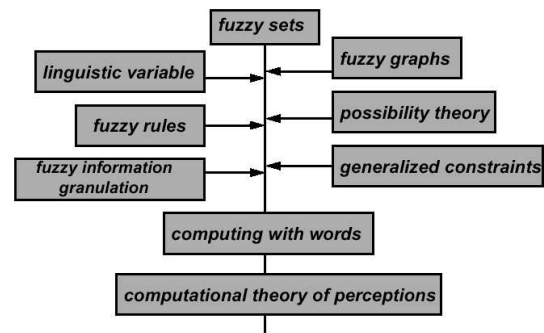 fuzzy sets
linguistic variable
fuzzy graphs
fuzzy rules
possibility theory
fuzzy information
granulation
generalized constraints
computing with words
computational theory of perceptions